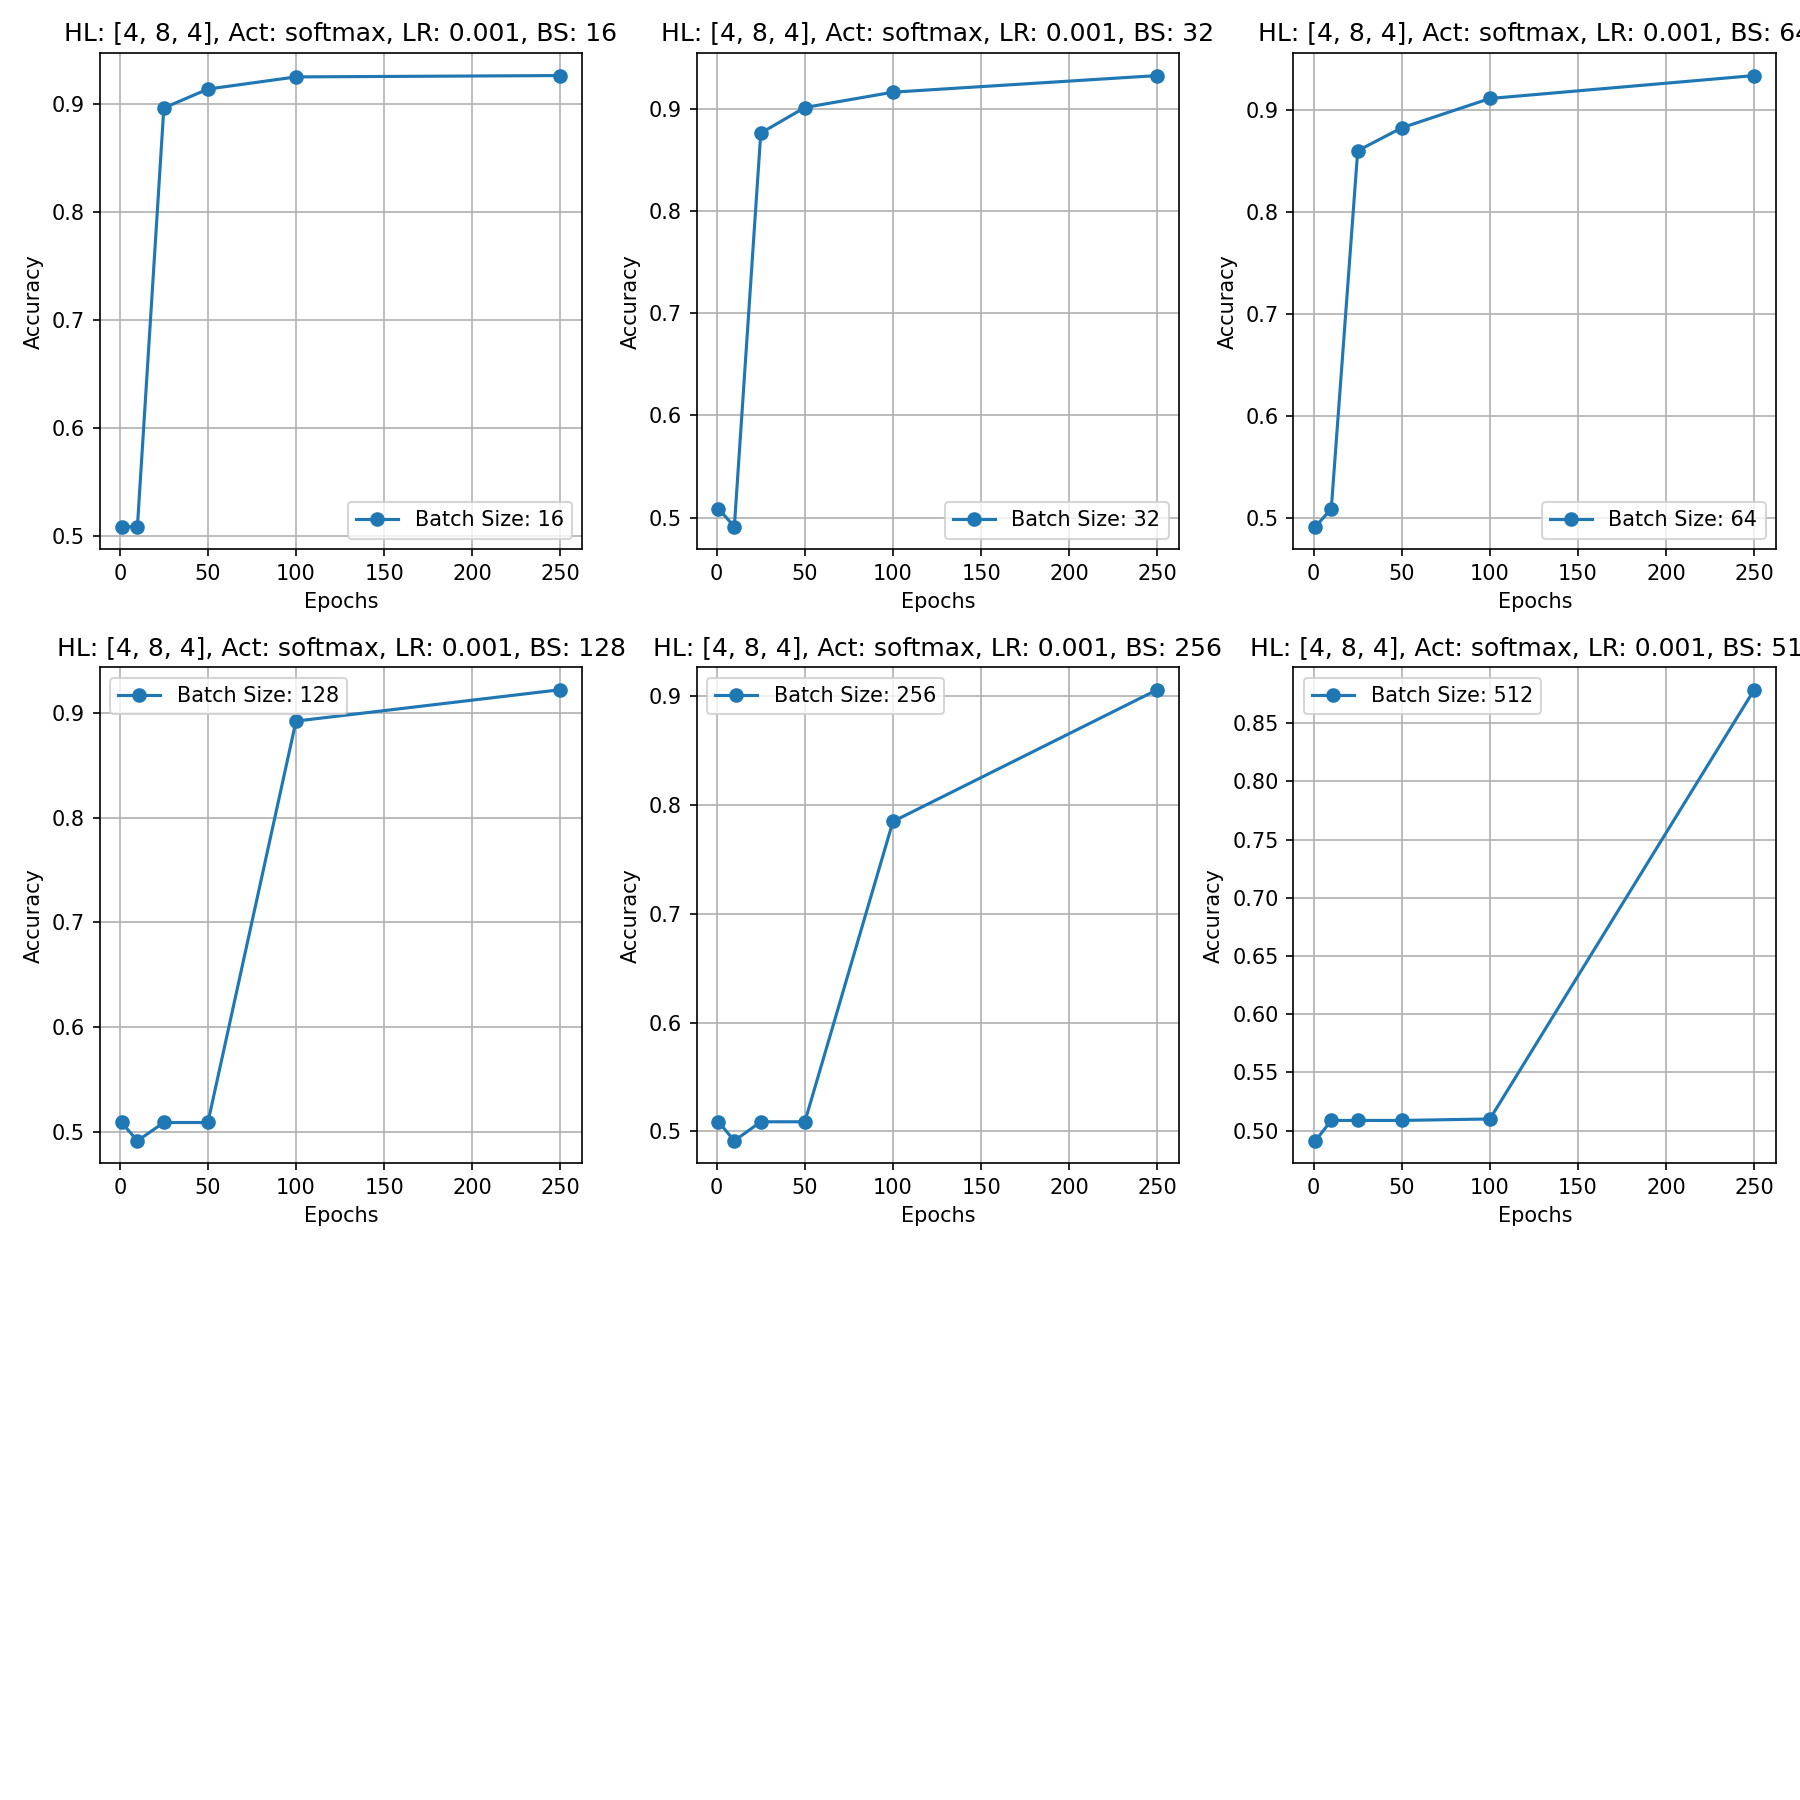 HL: [4, 8, 4], Act: softmax, LR: 0.001, BS: 16
0.9
0.8
0.7
0.6
0.5
Accuracy
Batch Size: 16
0 50 100 150 200 250
Epochs
HL: [4, 8, 4], Act: softmax, LR: 0.001, BS: 32
0.9
0.8
0.7
0.6
0.5
Accuracy
Batch Size: 32
0 50 100 150 200 250
Epochs
HL: [4, 8, 4], Act: softmax, LR: 0.001, BS: 64
0.9
0.8
0.7
0.6
0.5
Accuracy
Batch Size: 64
0 50 100 150 200 250
Epochs
HL: [4, 8, 4], Act: softmax, LR: 0.001, BS: 128
Batch Size: 128
0.9
0.8
0.7
0.6
0.5
Accuracy
0 50 100 150 200 250
Epochs
HL: [4, 8, 4], Act: softmax, LR: 0.001, BS: 256
Batch Size: 256
0.9
0.8
0.7
0.6
0.5
Accuracy
0 50 100 150 200 250
Epochs
HL: [4, 8, 4], Act: softmax, LR: 0.001, BS: 51
Batch Size: 512
0.85
0.80
0.75
0.70
0.65
0.60
0.55
0.50
Accuracy
0 50 100 150 200 250
Epochs